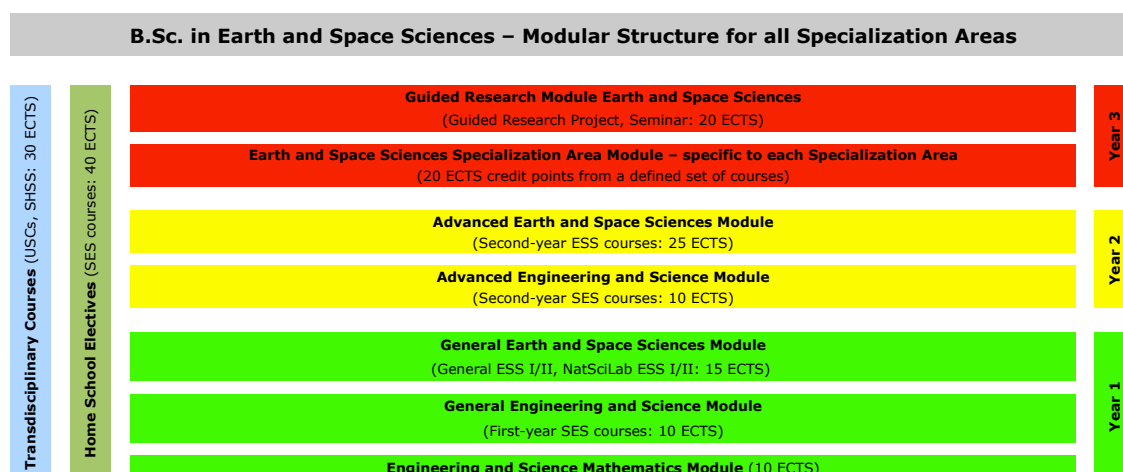 B.Sc. in Earth and Space Sciences – Modular Structure for all Specialization Areas
Transdisciplinary Courses (USCs, SHSS: 30 ECTS)
Home School Electives (SES courses: 40 ECTS)
Guided Research Module Earth and Space Sciences
(Guided Research Project, Seminar: 20 ECTS)
Earth and Space Sciences Specialization Area Module – specific to each Specialization Area
(20 ECTS credit points from a defined set of courses)
Year 3
Advanced Earth and Space Sciences Module
(Second-year ESS courses: 25 ECTS)
Advanced Engineering and Science Module
(Second-year SES courses: 10 ECTS)
Year 2
General Earth and Space Sciences Module
(General ESS I/II, NatSciLab ESS I/II: 15 ECTS)
General Engineering and Science Module
(First-year SES courses: 10 ECTS)
Engineering and Science Mathematics Module (10 ECTS)
Year 1